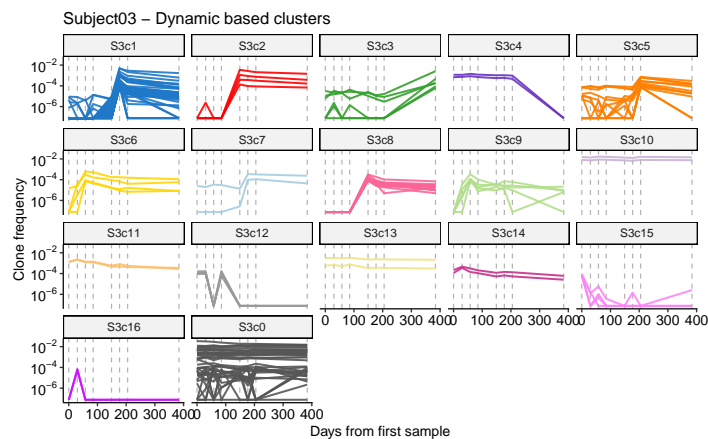 Subject03 − Dynamic based clusters
S3c1 S3c2 S3c3 S3c4 S3c5
10−2
10−4
10−6
S3c6 S3c7 S3c8 S3c9 S3c10
10−2
10−4
10−6
S3c11 S3c12 S3c13 S3c14 S3c15
10−2
10−4
10−6
0 100 200 300 400 0 100 200 300 400 0 100 200 300 400
S3c16 S3c0
10−2
10−4
10−6
0 100 200 300 400 0 100 200 300 400
Clone frequency
Days from first sample